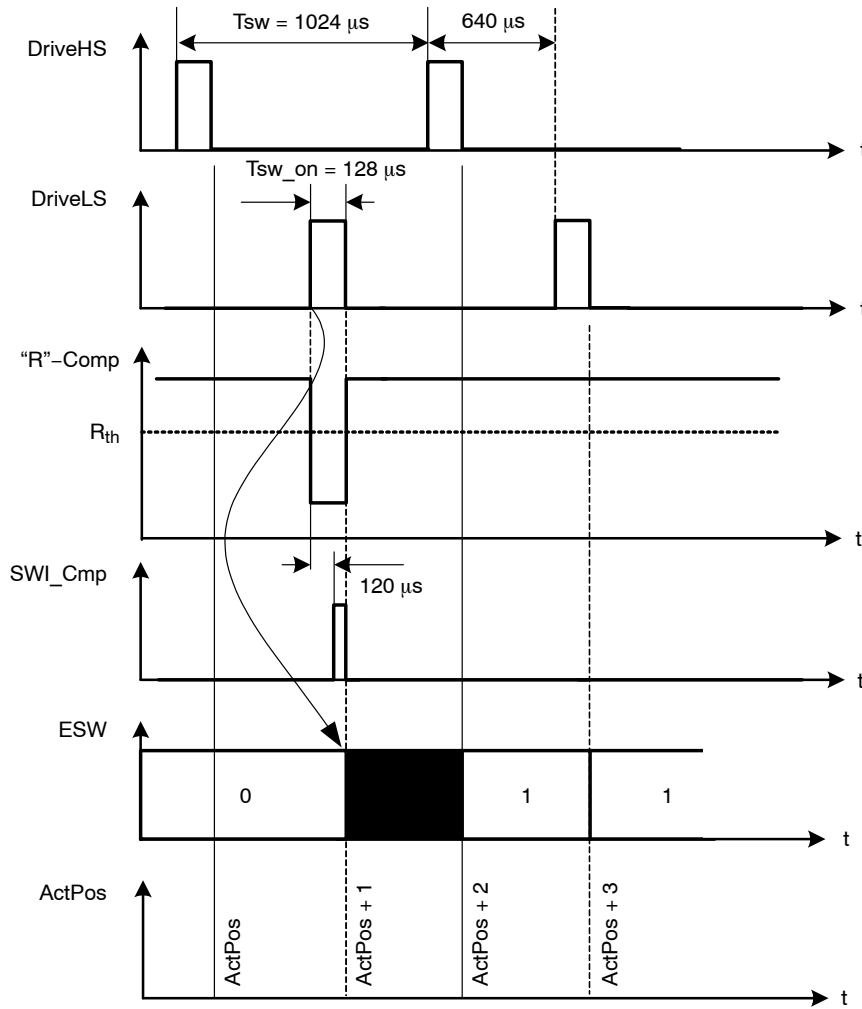 Tsw = 1024 μs
640 μs
DriveHS
t
Tsw_on = 128 μs
DriveLS
t
“R”−Comp
Rth
t
SWI_Cmp
120 μs
t
ESW
0
1
1
t
ActPos
ActPos
ActPos + 1
ActPos + 2
ActPos + 3
t